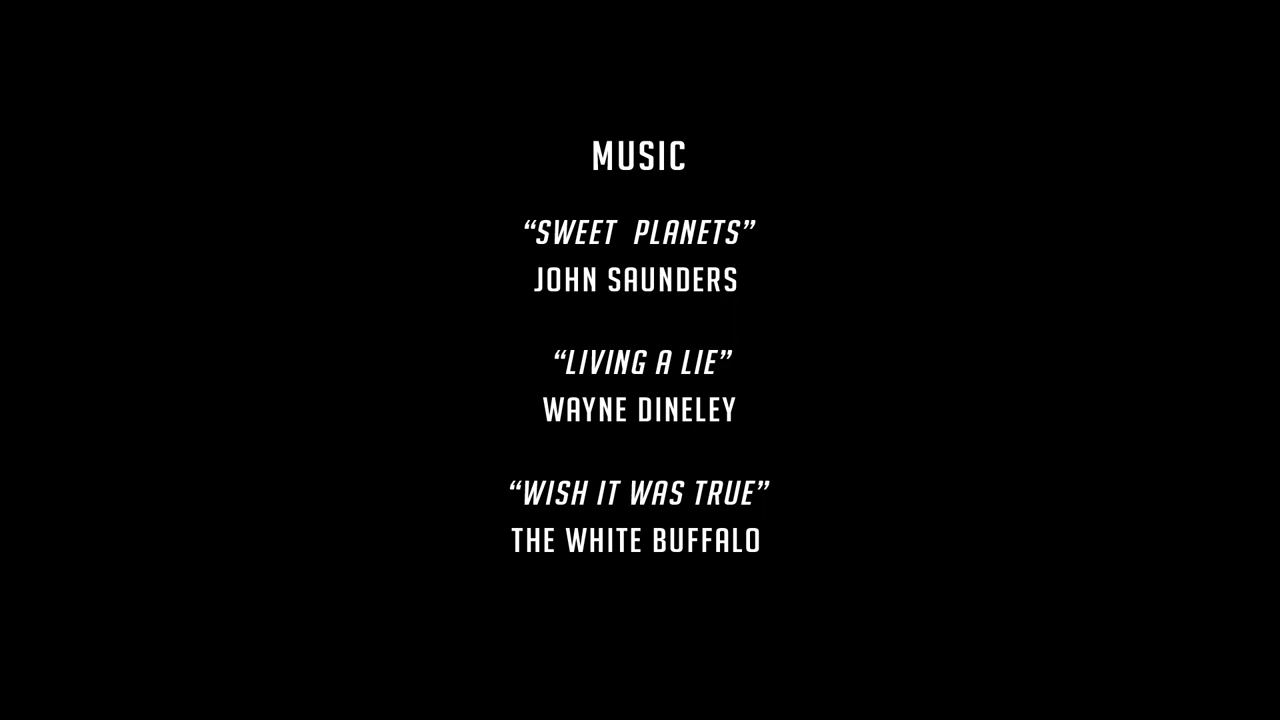 MUSIC
“SWEET PLANETS”
JOHN SAUNDERS
“LIVING A LIE”
WAYNE DINELEY
“WISH IT WAS TRUE”
THE WHITE BUFFALO